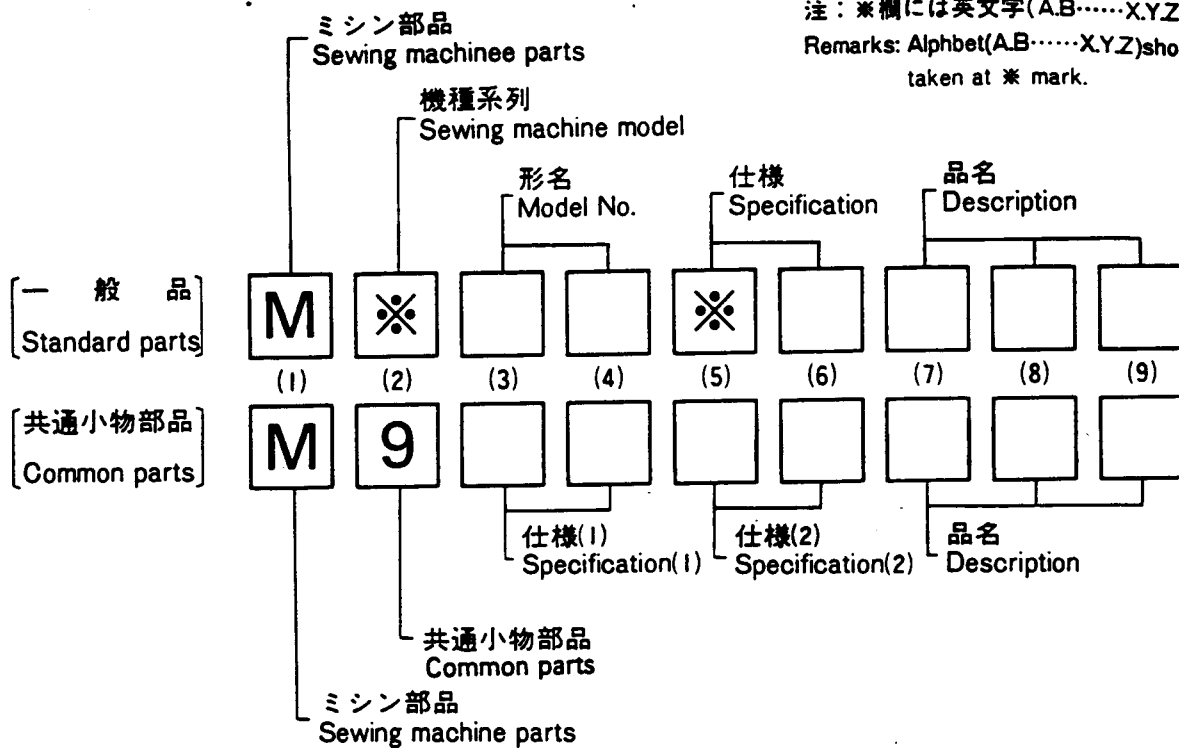 ミシン部品
Sewing machinee parts
注：※欄には英文字(A.B……X.Y.Z
Remarks: Alphbet(A.B……X.Y.Z)sho
taken at ※ mark.
機種系列
Sewing machine model
形名
Model No.
仕様
Specification
品名
Description
一般品
Standard parts
M ※ ※
(1) (2) (3) (4) (5) (6) (7) (8) (9)
共通小物部品
Common parts
M 9
仕様(1)
Specification(1)
仕様(2)
Specification(2)
品名
Description
共通小物部品
Common parts
ミシン部品
Sewing machine parts